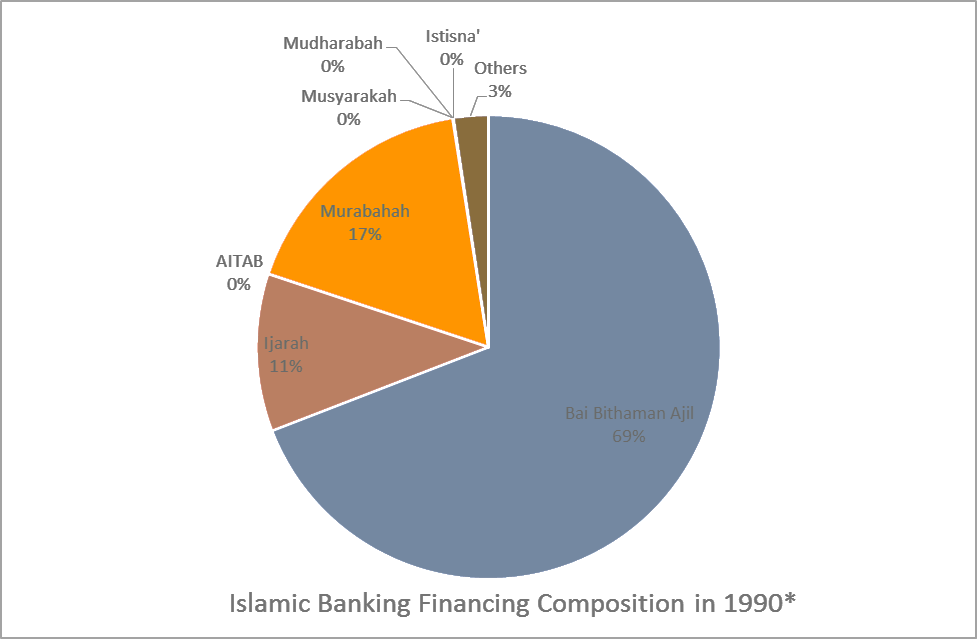 Istisna'
0%
Mudharabah
0%
Others
3%
Musyarakah
0%
Murabahah
17%
AITAB
0%
Ijarah
11%
Bai Bithaman Ajil
69%
Islamic Banking Financing Composition in 1990*